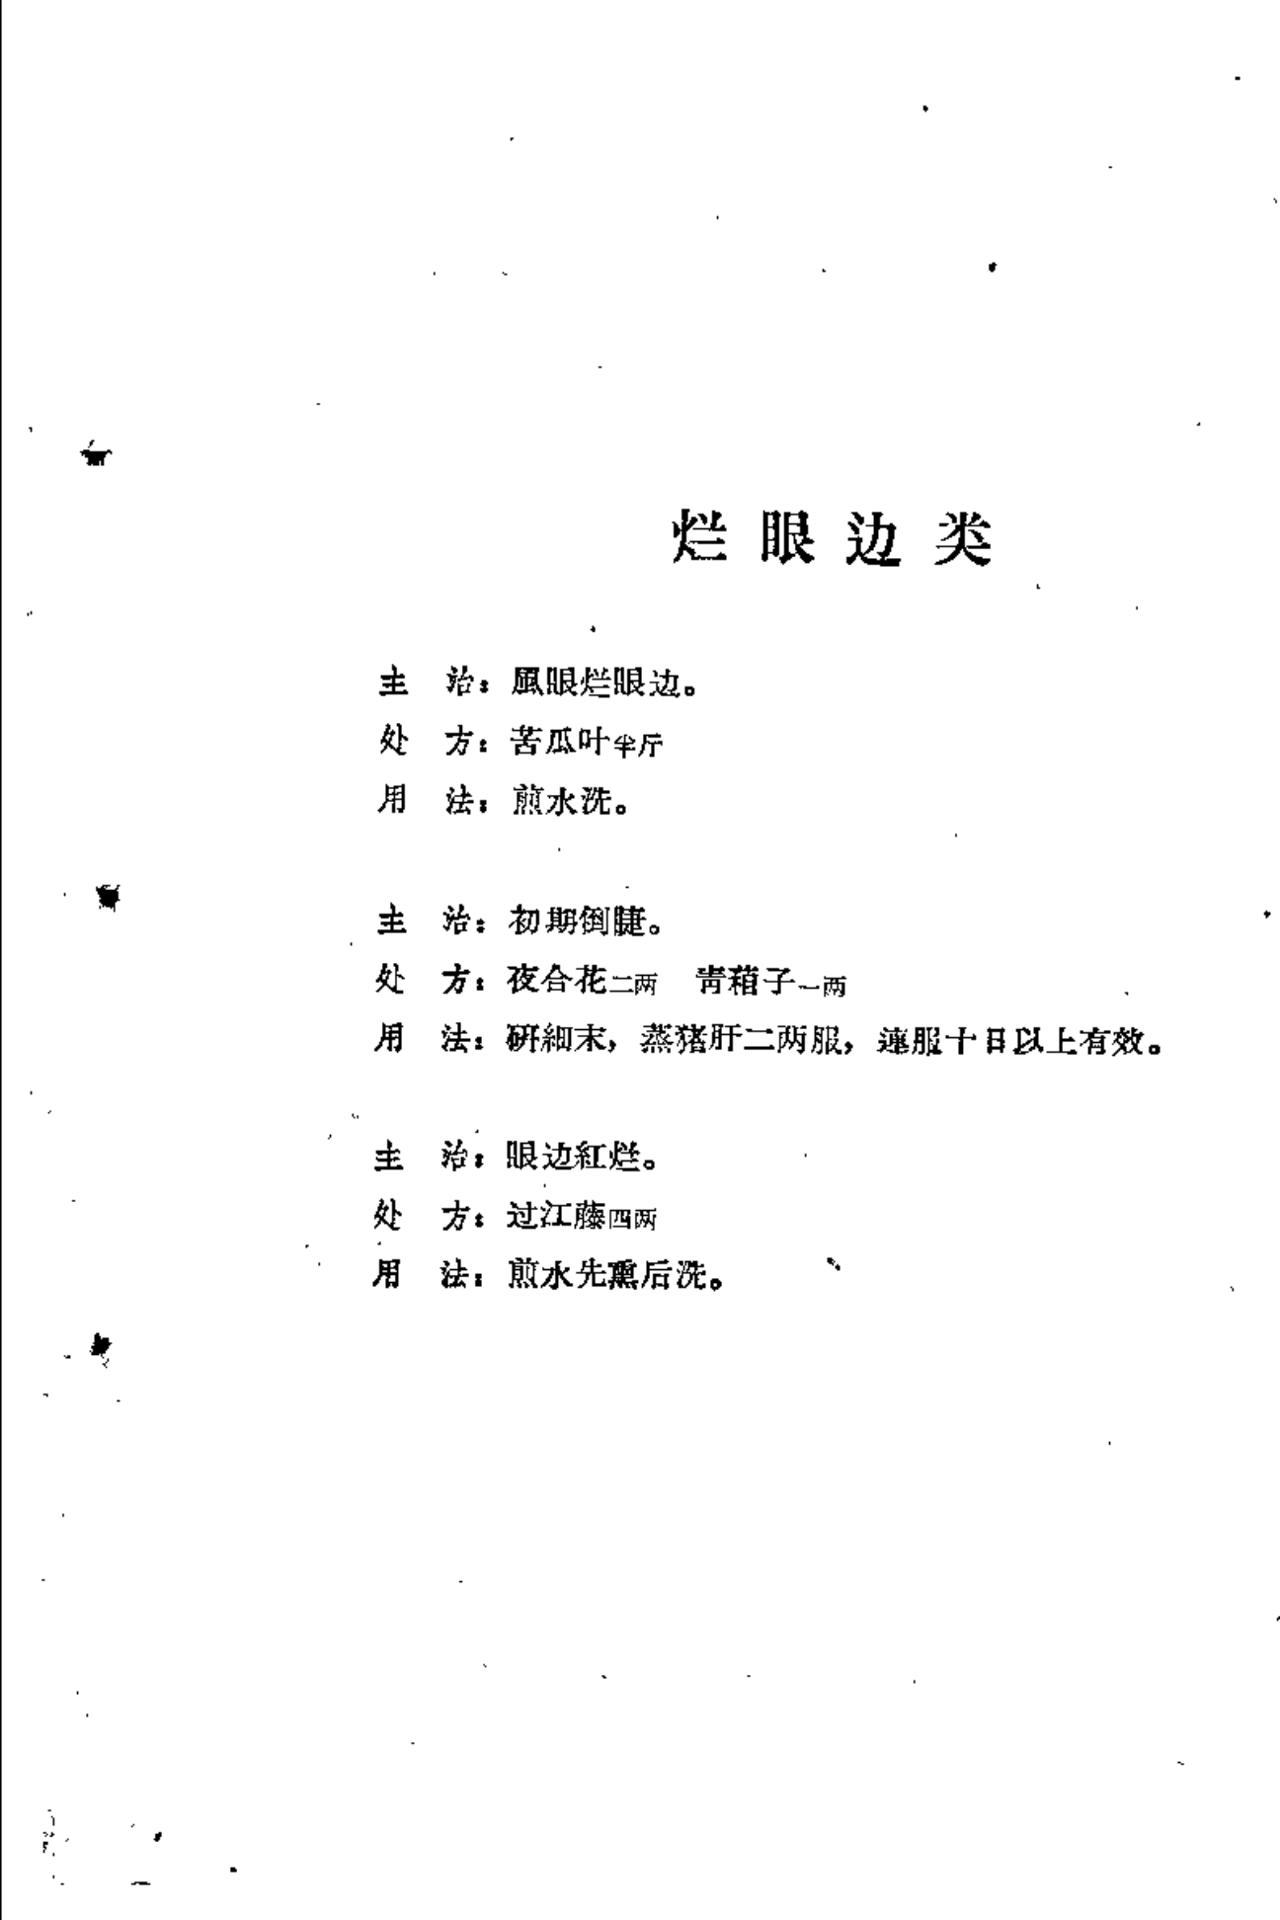 烂眼边类
主　治：風眼烂眼边。
处　方：苦瓜叶半斤
用　法：煎水洗。
主　治：初期倒睫。
处　方：夜合花二两　青葙子一两
用　法：研細末，蒸猪肝二两服，連服十日以上有效。
主　治：眼边紅烂。
处　方：过江藤四两
用　法：煎水先熏后洗。